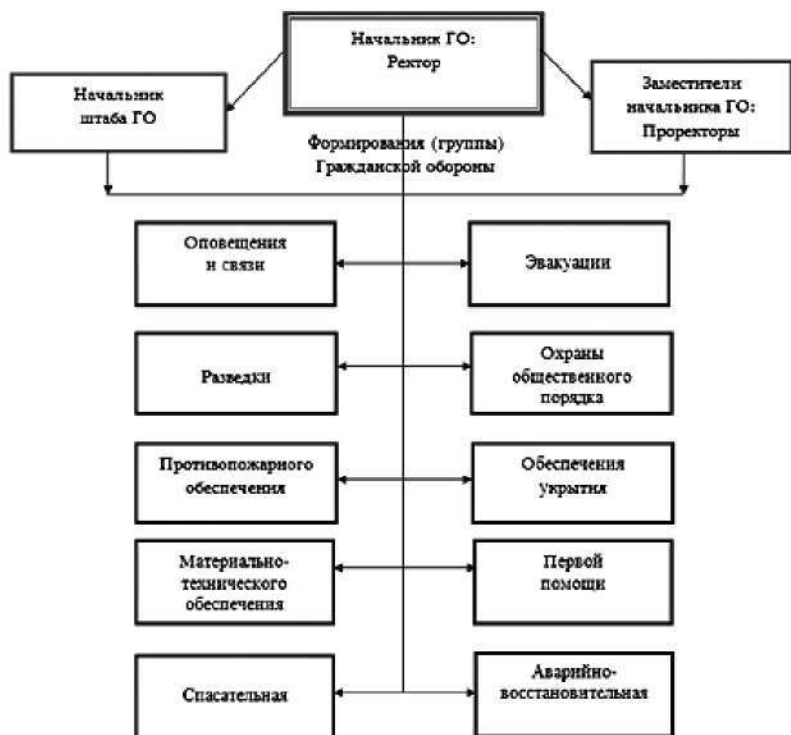 Начальник ГО:
Ректор
Начальник
штаба ГО
Заместители
начальника ГО:
Проректоры
Формирования (группы)
Гражданской обороны
Оповещения
и связи
Эвакуации
Разведки
Охраны
общественного
порядка
Противопожарного
обеспечения
Обеспечения
укрытия
Материально-
технического
обеспечения
Первой
помощи
Спасательная
Аварийно-
восстановительная